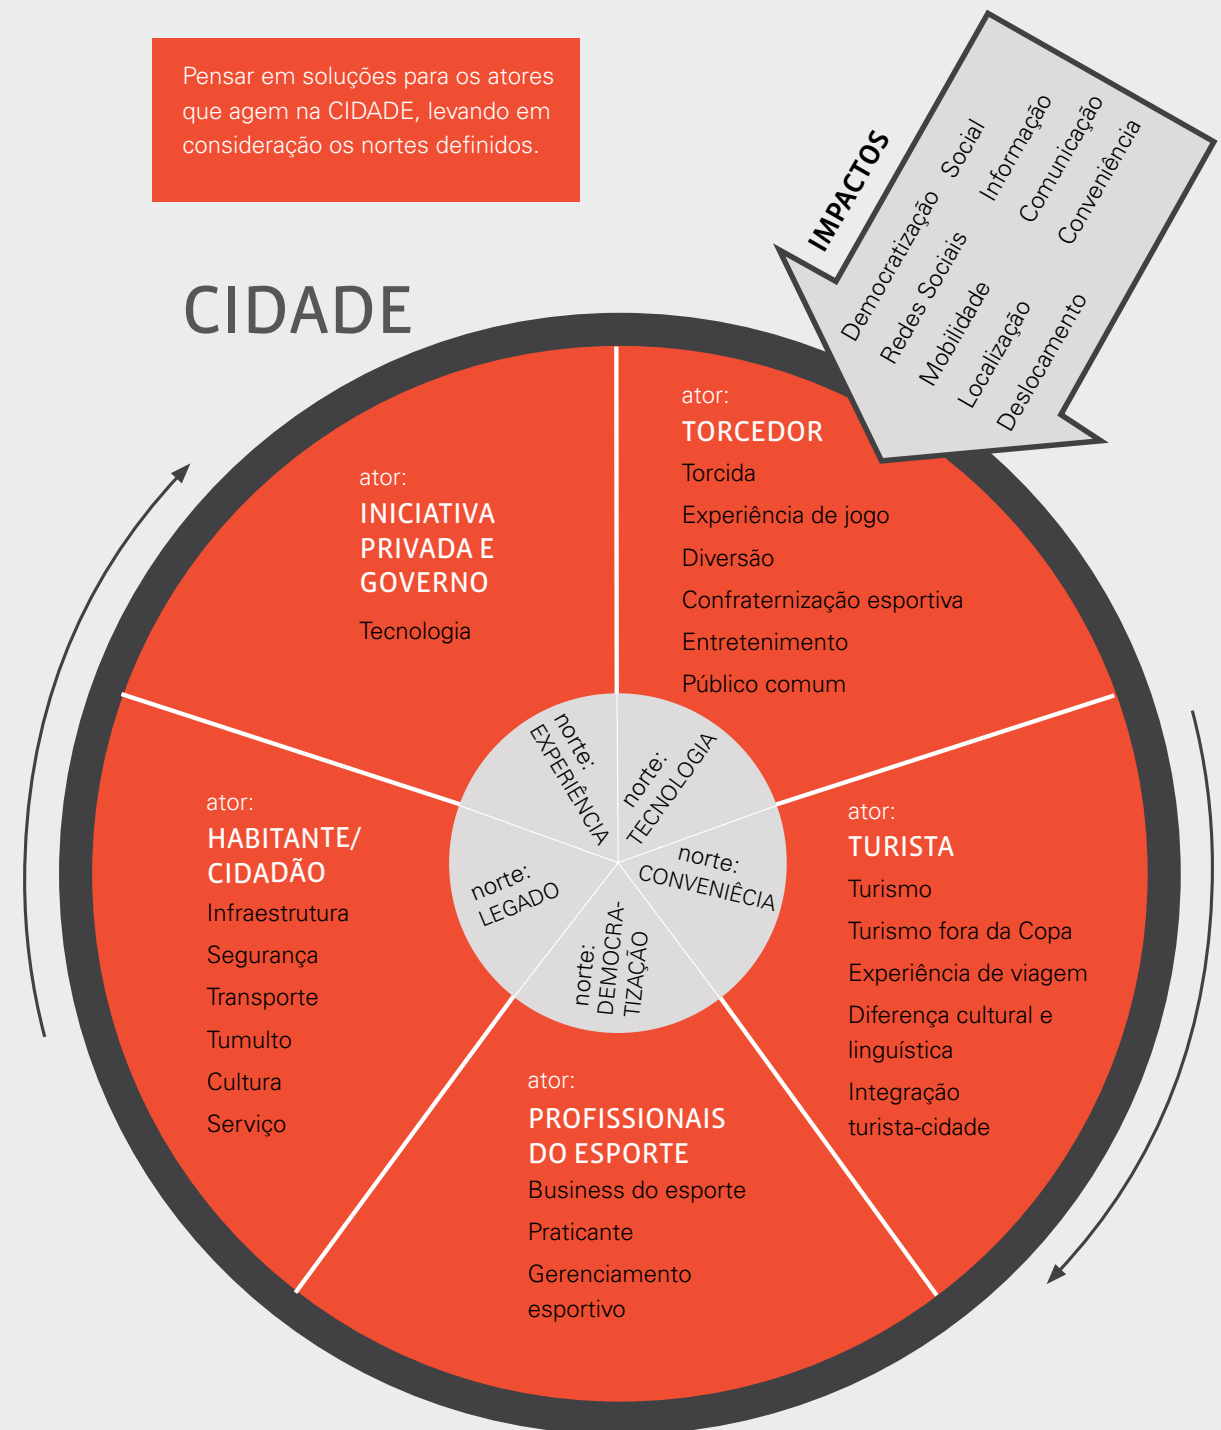 Pensar em soluções para os atores
que agem na CIDADE, levando em
consideração os nortes definidos.
CIDADE
IMPACTOS
Democratização Social
Redes Sociais Informação
Mobilidade Comunicação
Localização Conveniência
Deslocamento
ator:
INICIATIVA
PRIVADA E
GOVERNO
Tecnologia
ator:
TORCEDOR
Torcida
Experiência de jogo
Diversão
Confraternização esportiva
Entretenimento
Público comum
ator:
TURISTA
Turismo
Turismo fora da Copa
Experiência de viagem
Diferença cultural e
linguística
Integração
turista-cidade
ator:
PROFISSIONAIS
DO ESPORTE
Business do esporte
Praticante
Gerenciamento
esportivo
ator:
HABITANTE/
CIDADÃO
Infraestrutura
Segurança
Transporte
Tumulto
Cultura
Serviço
norte:
EXPERIÊNCIA
norte:
TECNOLOGIA
norte:
CONVENIÊCIA
norte:
DEMOCRA-
TIZAÇÃO
norte:
LEGADO